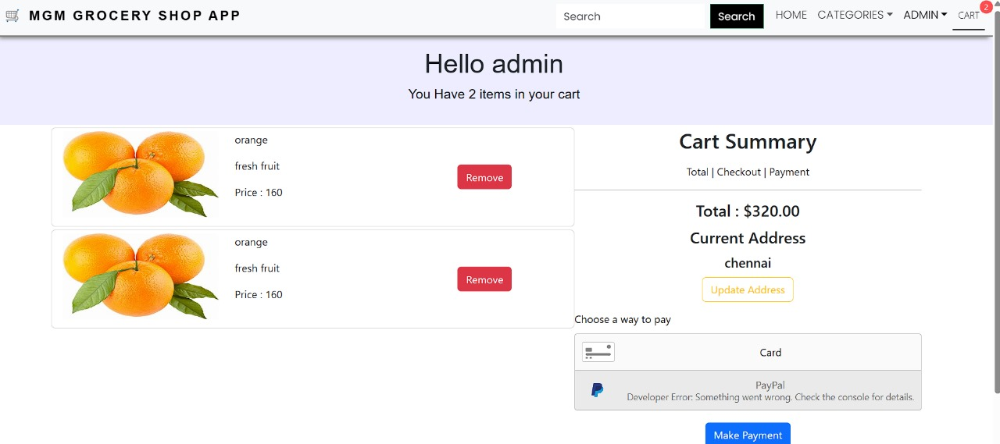 MGM GROCERY SHOP APP
Search
Search
HOME
CATEGORIES
ADMIN
CART
2
Hello admin
You Have 2 items in your cart
orange
fresh fruit
Price : 160
Remove
orange
fresh fruit
Price : 160
Remove
Cart Summary
Total | Checkout | Payment
Total : $320.00
Current Address
chennai
Update Address
Choose a way to pay
Card
PayPal
Developer Error: Something went wrong. Check the console for details.
Make Payment